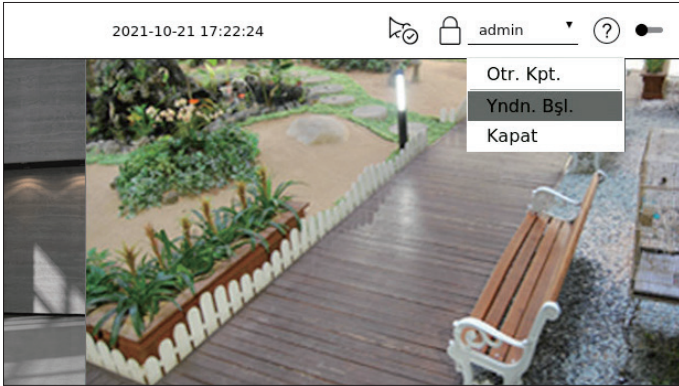 2021-10-21 17:22:24
admin
Otr. Kpt.
Yndn. Bşl.
Kapat